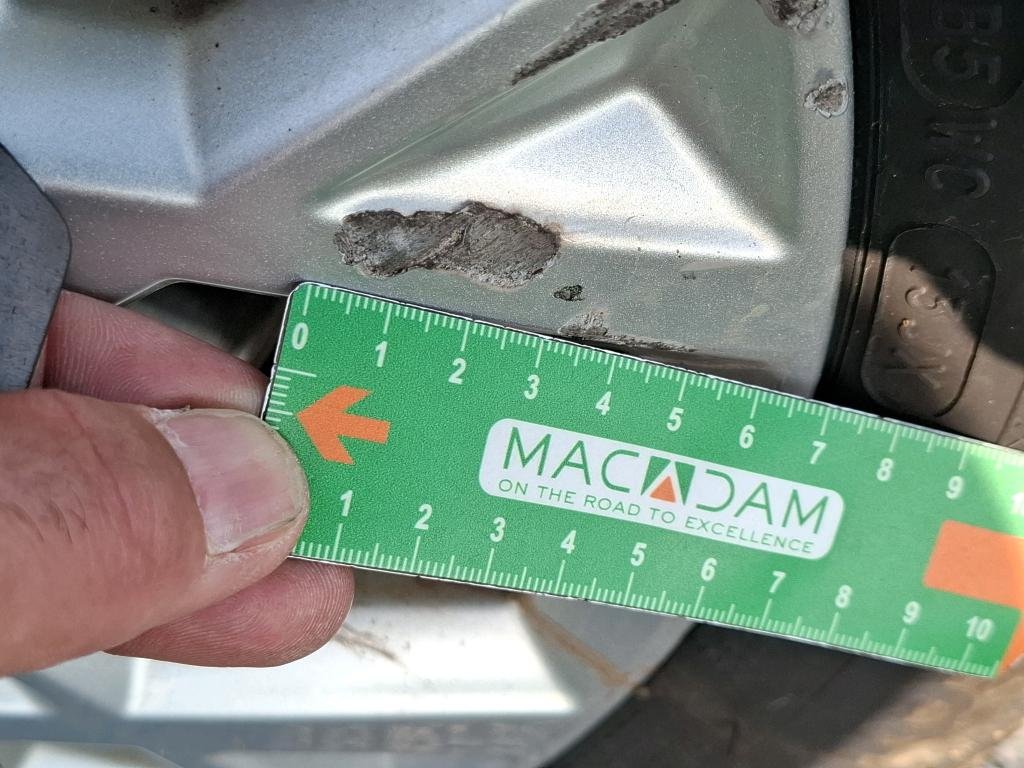 0 1 2 3 4 5 6 7 8 9
MACADAM
ON THE ROAD TO EXCELLENCE
1 2 3 4 5 6 7 8 9 10